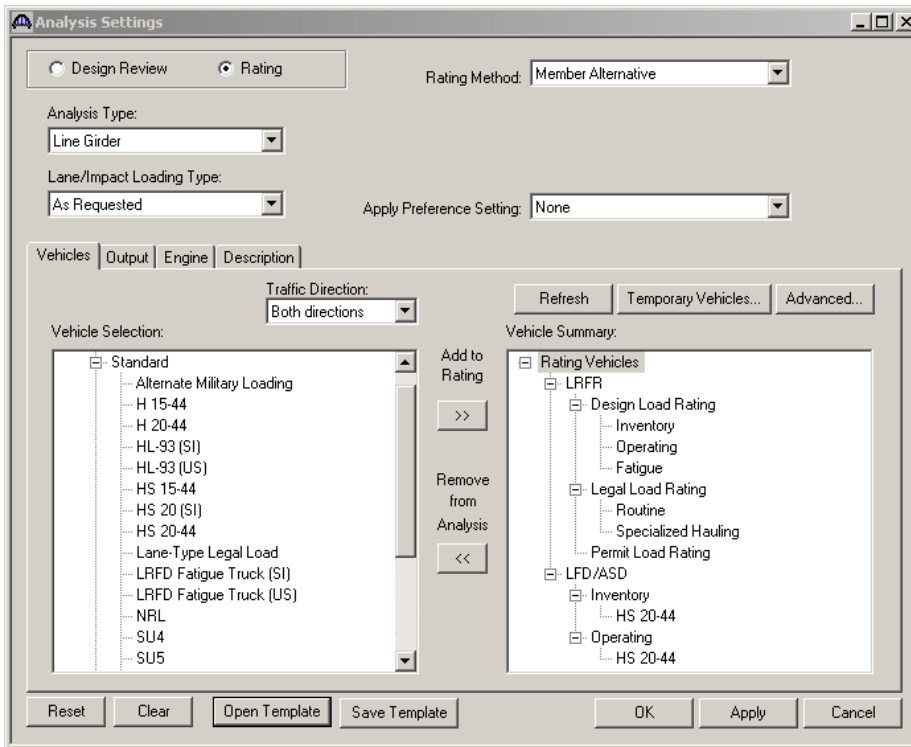 Analysis Settings
Design Review
Rating
Rating Method:
Member Alternative
Analysis Type:
Line Girder
Lane/Impact Loading Type:
As Requested
Apply Preference Setting:
None
Vehicles
Output
Engine
Description
Traffic Direction:
Both directions
Refresh
Temporary Vehicles...
Advanced...
Vehicle Selection:
Standard
Alternate Military Loading
H 15-44
H 20-44
HL-93 (SI)
HL-93 (US)
HS 15-44
HS 20 (SI)
HS 20-44
Lane-Type Legal Load
LRFD Fatigue Truck (SI)
LRFD Fatigue Truck (US)
NRL
SU4
SU5
Add to
Rating
>>
Remove
from
Analysis
<<
Vehicle Summary:
Rating Vehicles
LRFR
Design Load Rating
Inventory
Operating
Fatigue
Legal Load Rating
Routine
Specialized Hauling
Permit Load Rating
LFD/ASD
Inventory
HS 20-44
Operating
HS 20-44
Reset
Clear
Open Template
Save Template
OK
Apply
Cancel